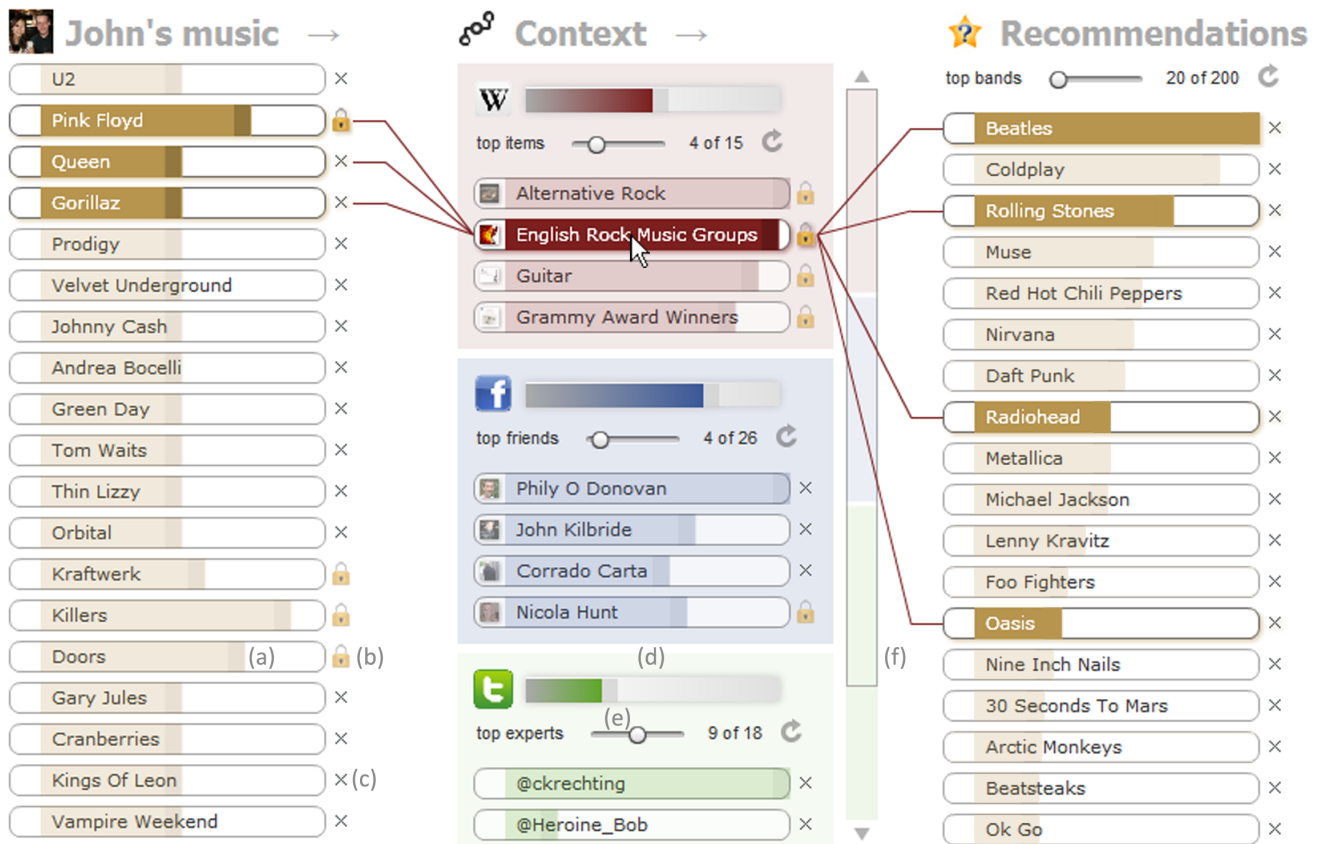 John's music →
U2 ×
Pink Floyd
Queen ×
Gorillaz ×
Prodigy ×
Velvet Underground ×
Johnny Cash ×
Andrea Bocelli ×
Green Day ×
Tom Waits ×
Thin Lizzy ×
Orbital ×
Kraftwerk
Killers
Doors (a) (b)
Gary Jules ×
Cranberries ×
Kings Of Leon × (c)
Vampire Weekend ×
Context →
W
top items 4 of 15
Alternative Rock
English Rock Music Groups
Guitar
Grammy Award Winners
f
top friends 4 of 26
Phily O Donovan ×
John Kilbride ×
Corrado Carta ×
Nicola Hunt
(d)
t
(e)
top experts 9 of 18
@ckrechting ×
@Heroine_Bob ×
(f)
? Recommendations
top bands 20 of 200
Beatles ×
Coldplay ×
Rolling Stones ×
Muse ×
Red Hot Chili Peppers ×
Nirvana ×
Daft Punk ×
Radiohead ×
Metallica ×
Michael Jackson ×
Lenny Kravitz ×
Foo Fighters ×
Oasis ×
Nine Inch Nails ×
30 Seconds To Mars ×
Arctic Monkeys ×
Beatsteaks ×
Ok Go ×